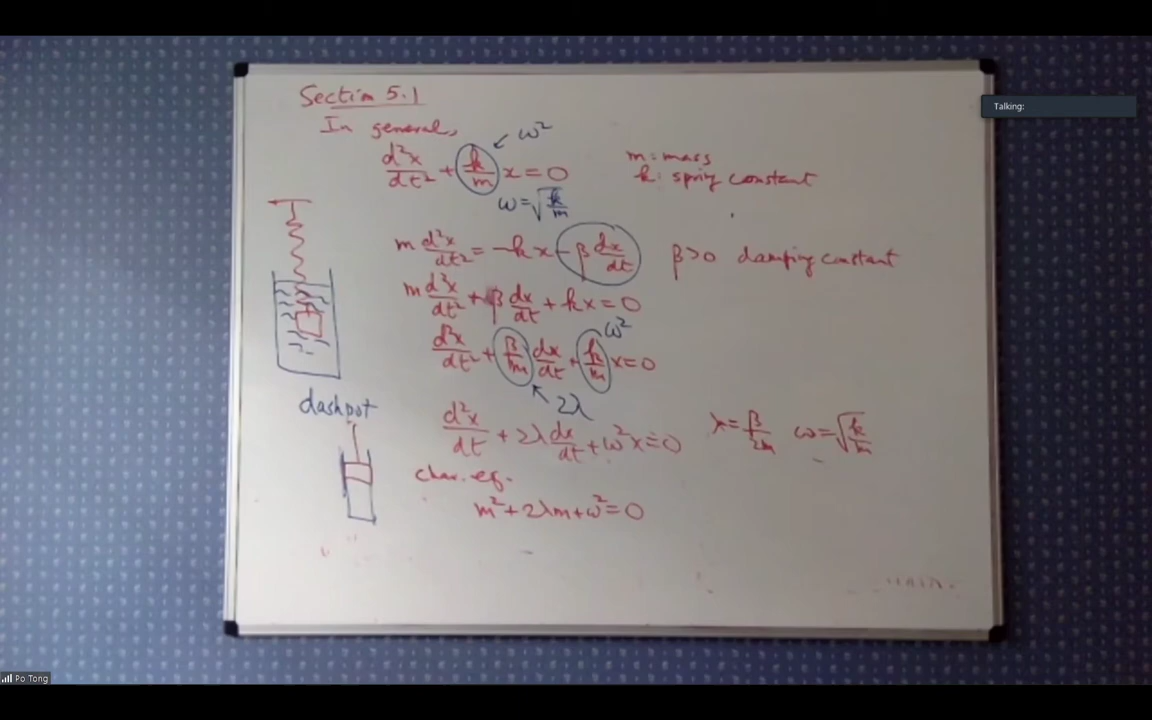 Section 5.1
In general,
d²x/dt² + k/m x = 0
ω²
ω = √k/m
m: mass
k: spring constant
m d²x/dt² = -kx - β dx/dt
β>0 damping constant
m d²x/dt² + β dx/dt + kx = 0
d²x/dt² + β/m dx/dt + k/m x = 0
ω²
2λ
dashpot
d²x/dt + 2λ dx/dt + ω²x = 0
λ = β/2m ω = √k/m
char. eq.
m² + 2λm + ω² = 0
Talking:
Po Tong